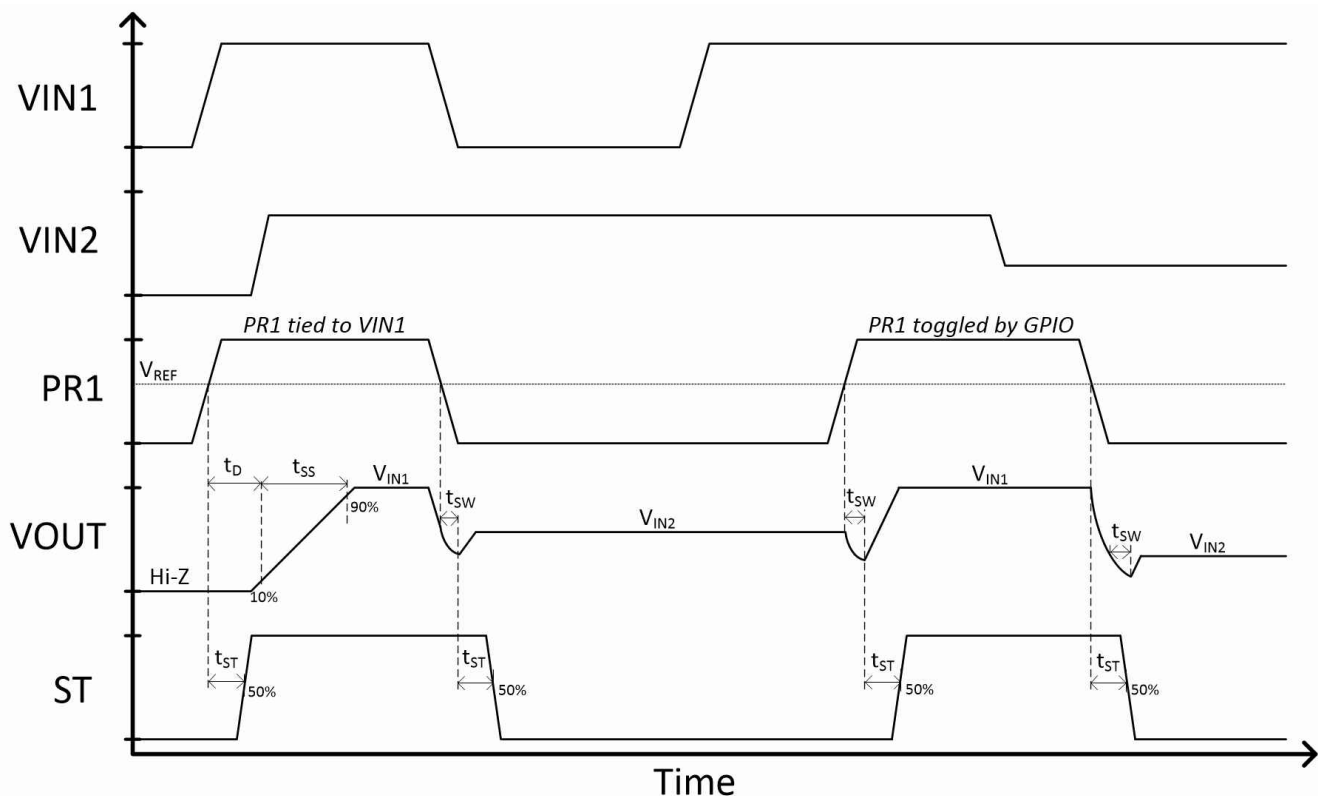 VIN1
VIN2
PR1 tied to VIN1
PR1 toggled by GPIO
VREF
PR1
tD
tSS
VIN1
90%
tSW
VIN2
tSW
VIN1
tSW
VIN2
VOUT
Hi-Z
10%
tST
50%
tST
50%
tST
50%
tST
50%
ST
Time